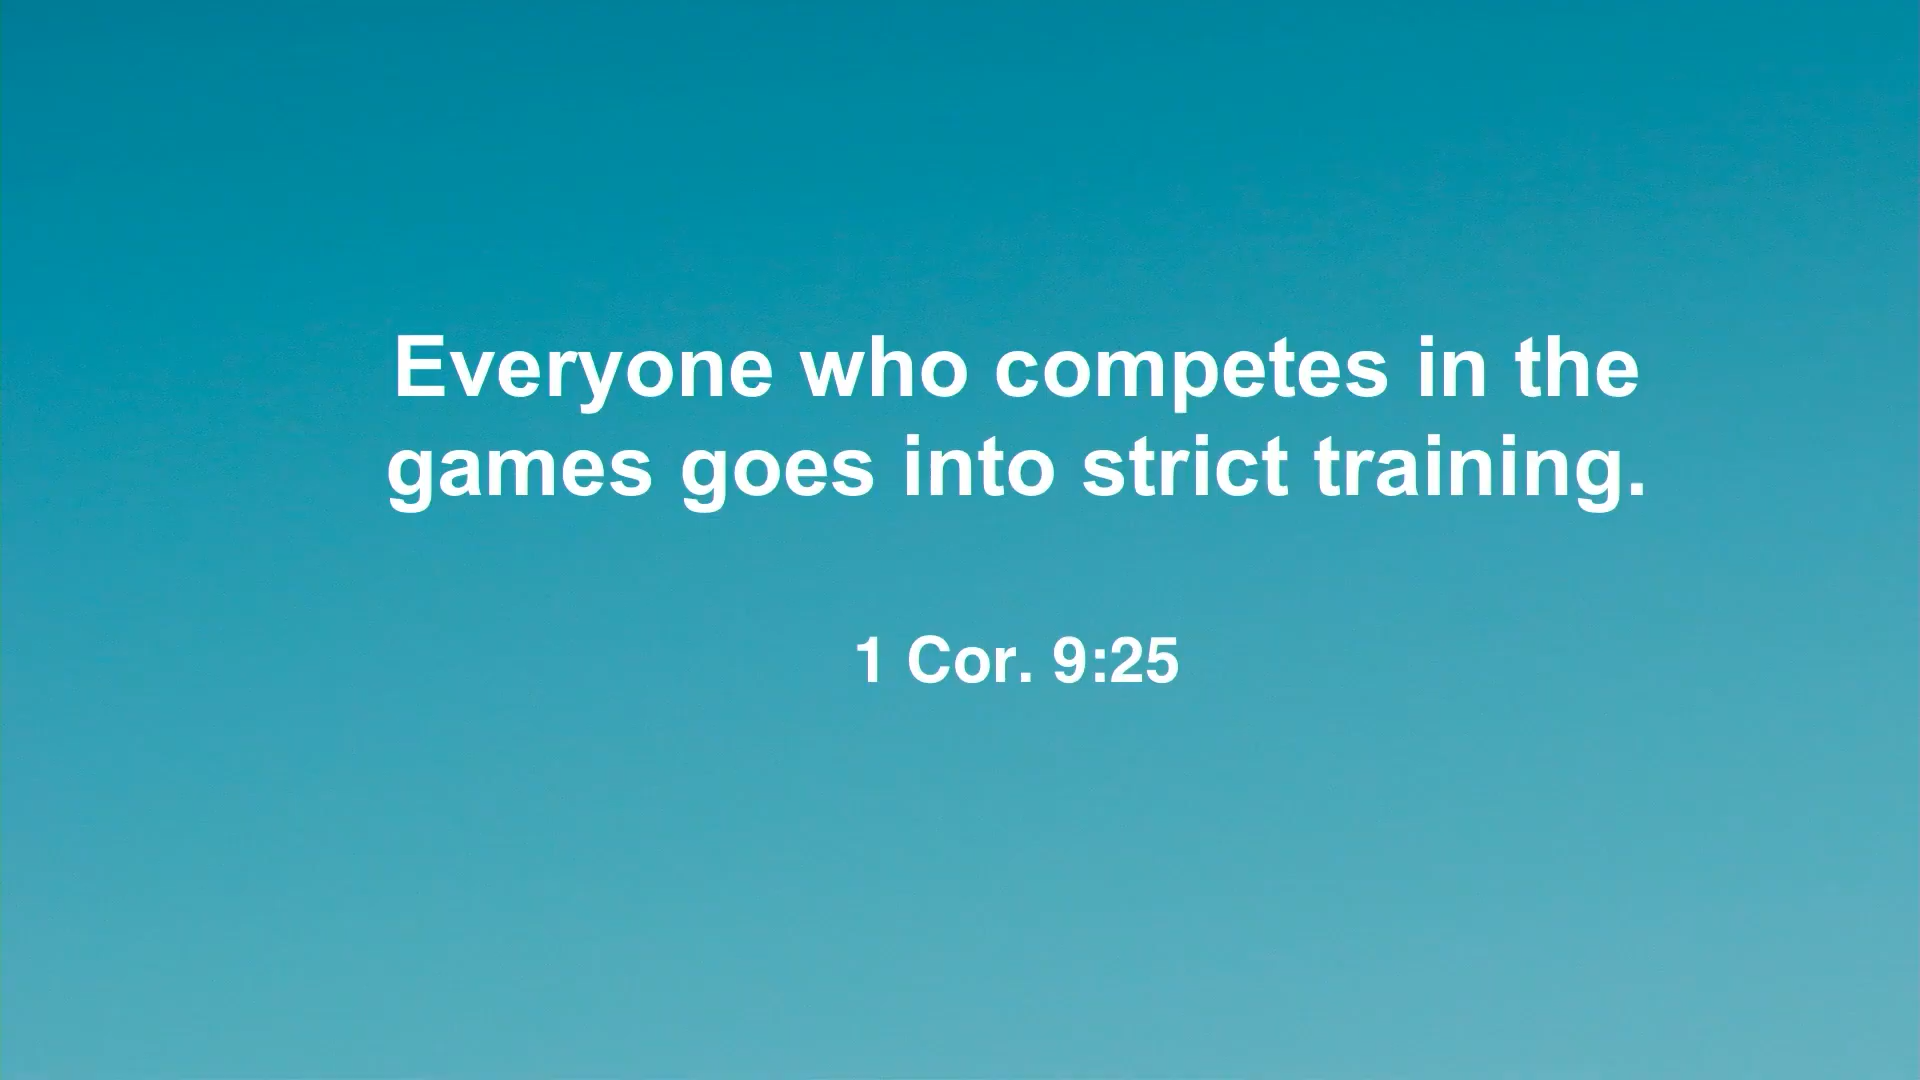 Everyone who competes in the
games goes into strict training.
1 Cor. 9:25